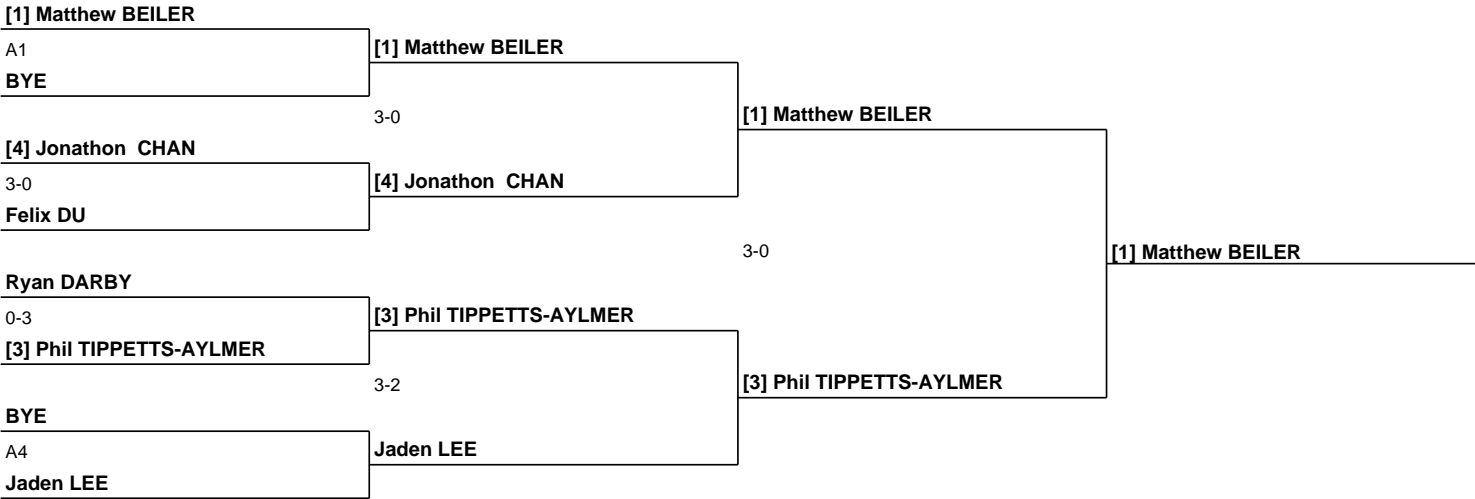 [1] Matthew BEILER
A1
BYE
[1] Matthew BEILER
3-0
[1] Matthew BEILER
[4] Jonathon  CHAN
3-0
Felix DU
[4] Jonathon  CHAN
3-0
[1] Matthew BEILER
Ryan DARBY
0-3
[3] Phil TIPPETTS-AYLMER
[3] Phil TIPPETTS-AYLMER
3-2
[3] Phil TIPPETTS-AYLMER
BYE
A4
Jaden LEE
Jaden LEE